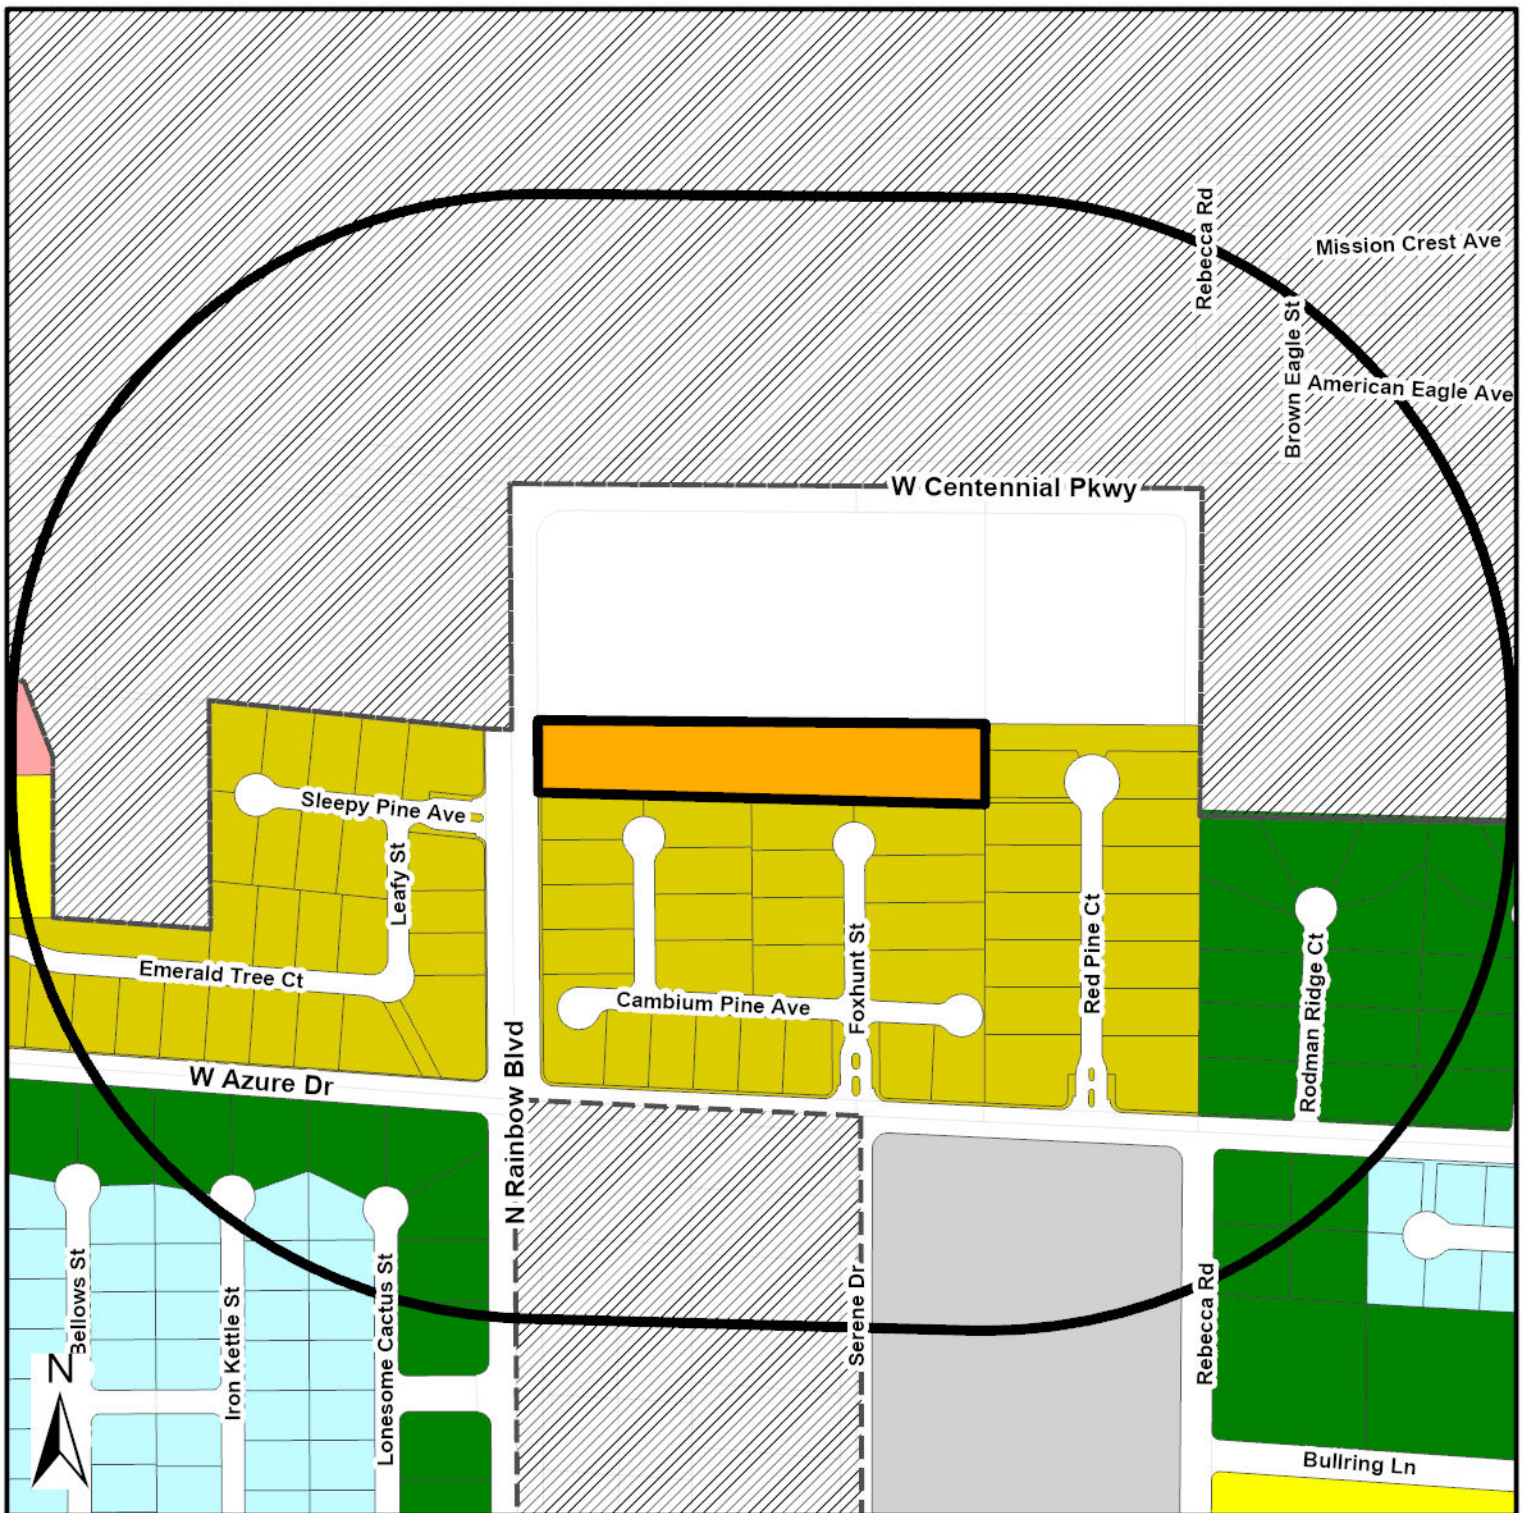 Rebecca Rd
Mission Crest Ave
Brown Eagle St
American Eagle Ave
W Centennial Pkwy
Sleepy Pine Ave
Leafy St
Emerald Tree Ct
Cambium Pine Ave
Foxhunt St
Red Pine Ct
Rodman Ridge Ct
W Azure Dr
N Rainbow Blvd
Bellows St
Iron Kettle St
Lonesome Cactus St
Serene Dr
Rebecca Rd
N
Bullring Ln